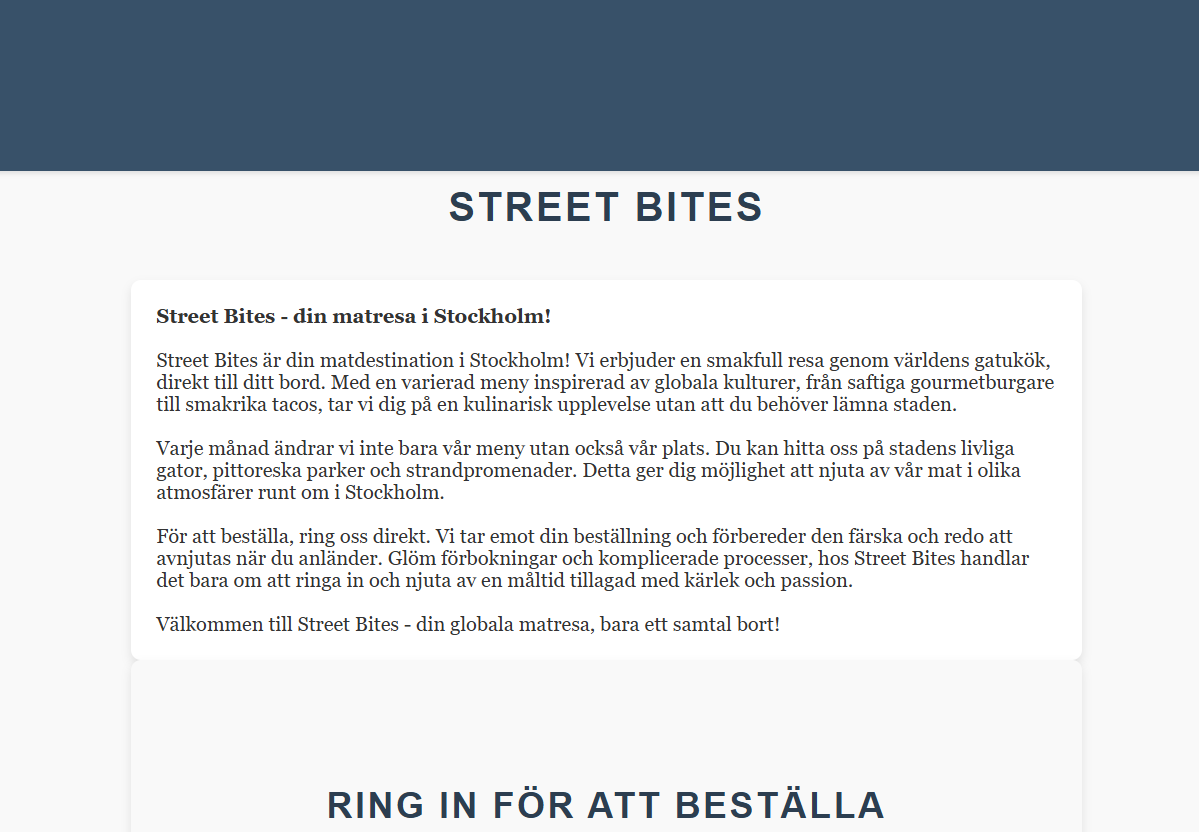 STREET BITES
Street Bites - din matresa i Stockholm!
Street Bites är din matdestination i Stockholm! Vi erbjuder en smakfull resa genom världens gatukök,
direkt till ditt bord. Med en varierad meny inspirerad av globala kulturer, från saftiga gourmetburgare
till smakrika tacos, tar vi dig på en kulinarisk upplevelse utan att du behöver lämna staden.
Varje månad ändrar vi inte bara vår meny utan också vår plats. Du kan hitta oss på stadens livliga
gator, pittoreska parker och strandpromenader. Detta ger dig möjlighet att njuta av vår mat i olika
atmosfärer runt om i Stockholm.
För att beställa, ring oss direkt. Vi tar emot din beställning och förbereder den färska och redo att
avnjutas när du anländer. Glöm förbokningar och komplicerade processer, hos Street Bites handlar
det bara om att ringa in och njuta av en måltid tillagad med kärlek och passion.
Välkommen till Street Bites - din globala matresa, bara ett samtal bort!
RING IN FÖR ATT BESTÄLLA